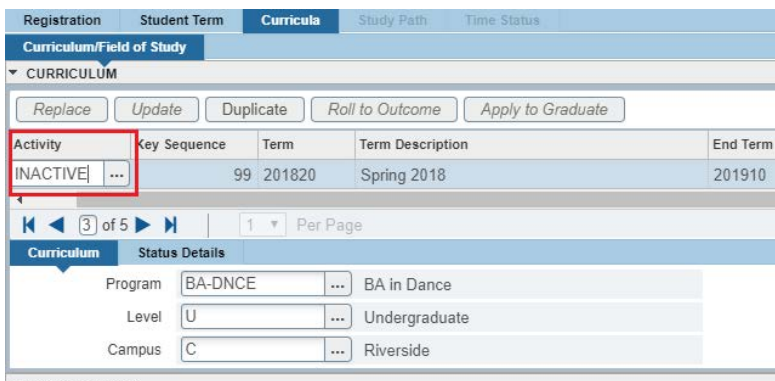 Registration Student Term Curricula Study Path Time Status
Curriculum/Field of Study
CURRICULUM
Replace Update Duplicate Roll to Outcome Apply to Graduate
Activity Key Sequence Term Term Description End Term
INACTIVE ... 99 201820 Spring 2018 201910
3 of 5 1 Per Page
Curriculum Status Details
Program BA-DNCE ... BA in Dance
Level U ... Undergraduate
Campus C ... Riverside